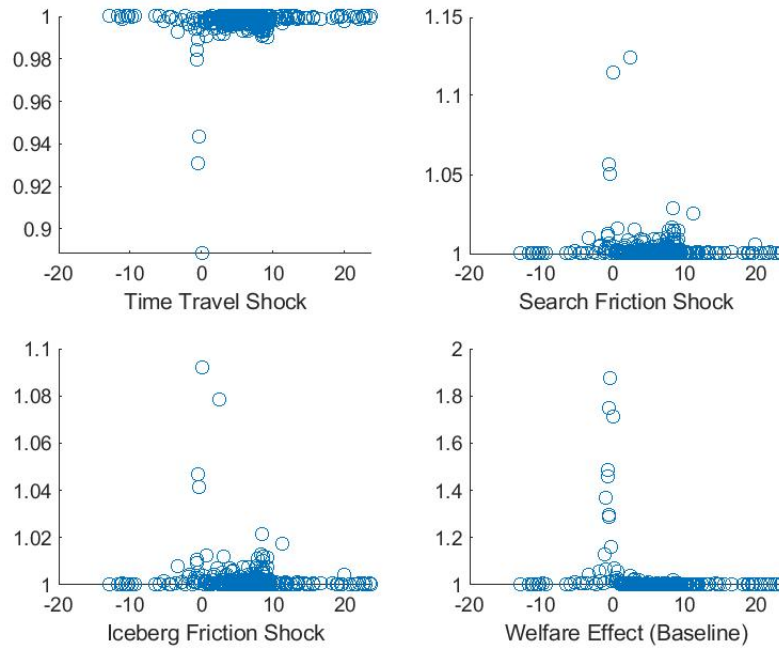 1
0.98
0.96
0.94
0.92
0.9
-20 -10 0 10 20
Time Travel Shock
1.15
1.1
1.05
1
-20 -10 0 10 20
Search Friction Shock
1.1
1.08
1.06
1.04
1.02
1
-20 -10 0 10 20
Iceberg Friction Shock
2
1.8
1.6
1.4
1.2
1
-20 -10 0 10 20
Welfare Effect (Baseline)